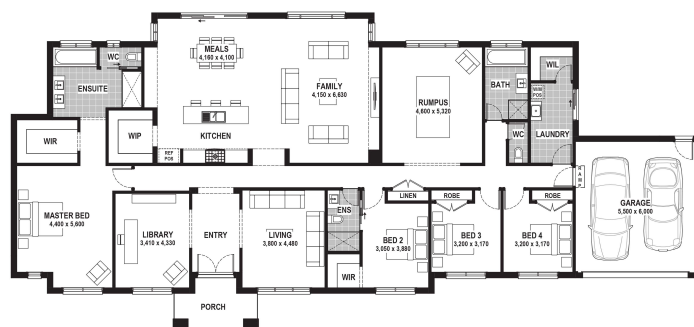 MEALS
4,160 x 4,100
WC
ENSUITE
FAMILY
4,150 x 6,630
RUMPUS
4,600 x 5,320
BATH
WIL
W/M
POS
WIR
WIP
KITCHEN
REF
POS
WC
LAUNDRY
RAMP
GARAGE
5,500 x 6,000
MASTER BED
4,400 x 5,600
LIBRARY
3,410 x 4,330
ENTRY
LIVING
3,800 x 4,480
ENS
LINEN
ROBE
ROBE
BED 2
3,050 x 3,880
BED 3
3,200 x 3,170
BED 4
3,200 x 3,170
WIR
PORCH